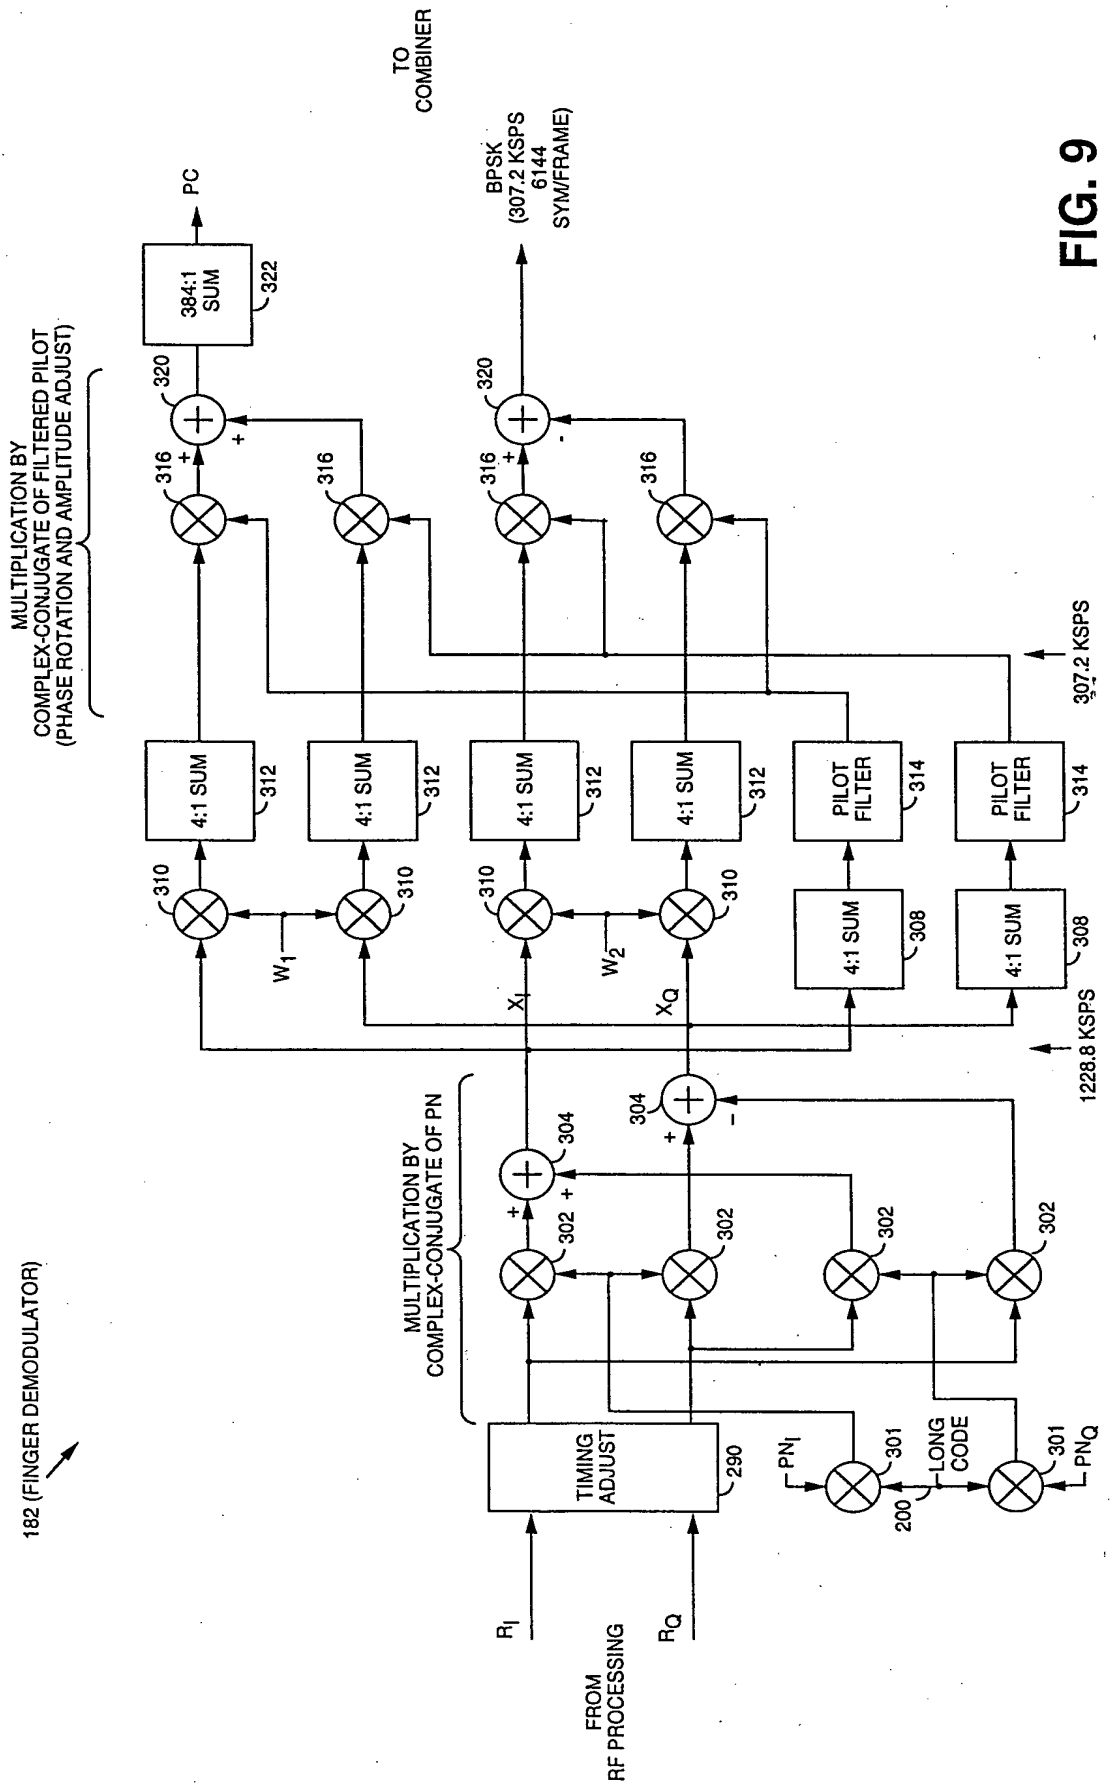 182 (FINGER DEMODULATOR)
FROM
RF PROCESSING
R_I
R_Q
TIMING
ADJUST
290
PN_I
301
LONG
CODE
200
301
PN_Q
MULTIPLICATION BY
COMPLEX-CONJUGATE OF PN
302
302
302
302
+
+
304
304
+
-
X_I
X_Q
1228.8 KSPS
W_1
W_2
310
310
310
310
4:1 SUM
308
4:1 SUM
308
4:1 SUM
312
4:1 SUM
312
4:1 SUM
312
4:1 SUM
312
PILOT
FILTER
314
PILOT
FILTER
314
307.2 KSPS
MULTIPLICATION BY
COMPLEX-CONJUGATE OF FILTERED PILOT
(PHASE ROTATION AND AMPLITUDE ADJUST)
316
316
316
316
+
+
320
+
-
320
384:1
SUM
322
PC
BPSK
(307.2 KSPS
6144
SYM/FRAME)
TO
COMBINER
FIG. 9